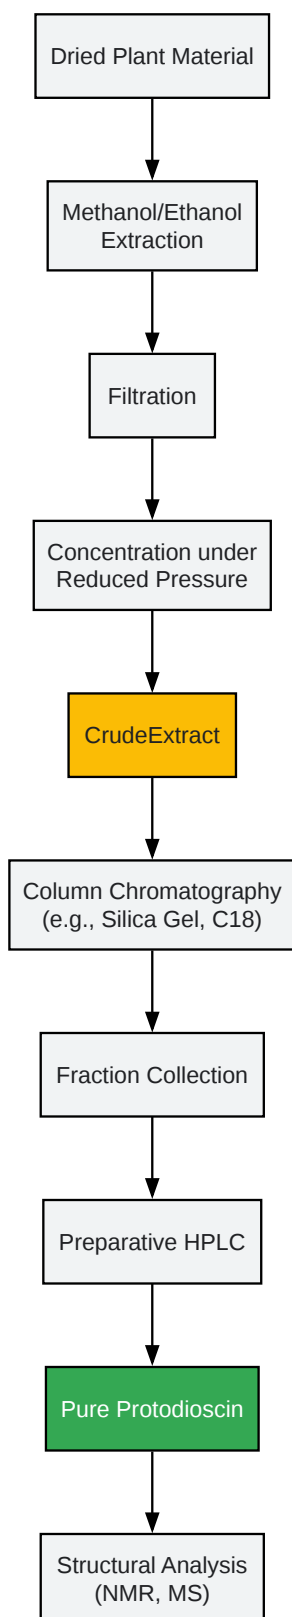 Dried Plant Material
Methanol/Ethanol
Extraction
Filtration
Concentration under
Reduced Pressure
CrudeExtract
Column Chromatography
(e.g., Silica Gel, C18)
Fraction Collection
Preparative HPLC
Pure Protodioscin
Structural Analysis
(NMR, MS)